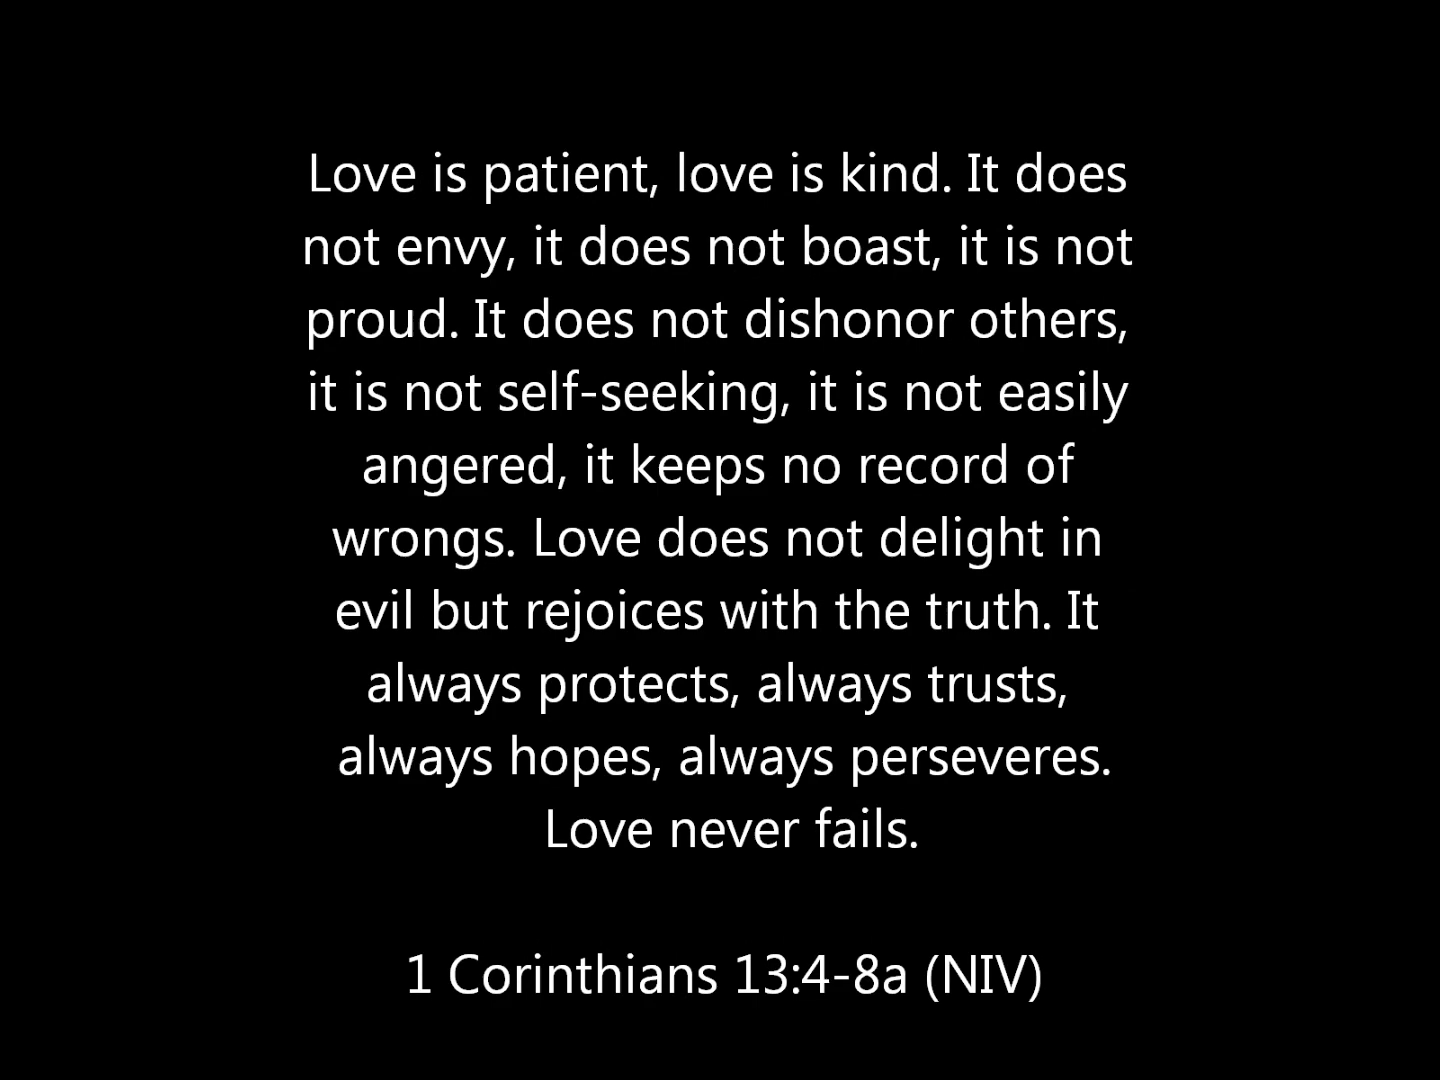 Love is patient, love is kind. It does
not envy, it does not boast, it is not
proud. It does not dishonor others,
it is not self-seeking, it is not easily
angered, it keeps no record of
wrongs. Love does not delight in
evil but rejoices with the truth. It
always protects, always trusts,
always hopes, always perseveres.
Love never fails.
1 Corinthians 13:4-8a (NIV)